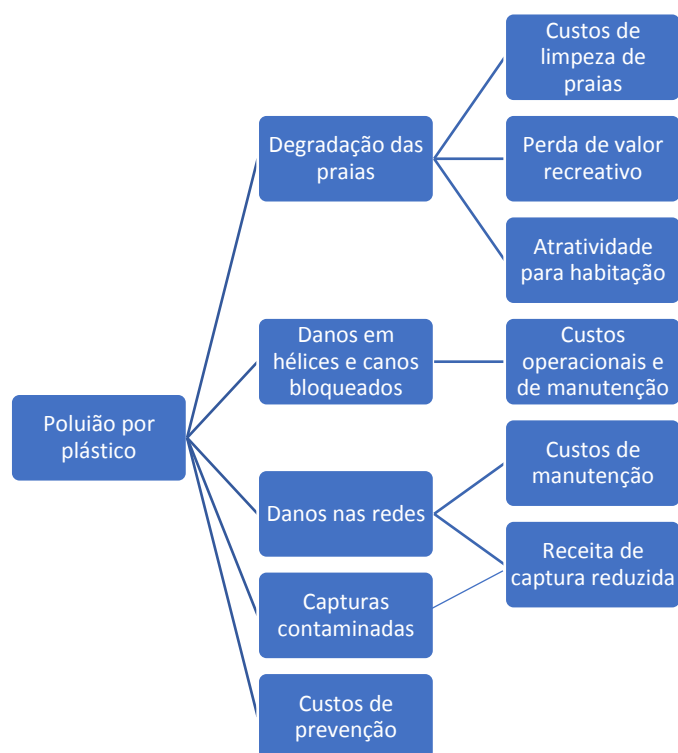 Poluião por
plástico
Degradação das
praias
Custos de
limpeza de
praias
Perda de valor
recreativo
Atratividade
para habitação
Danos em
hélices e canos
bloqueados
Custos
operacionais e
de manutenção
Danos nas redes
Custos de
manutenção
Receita de
captura reduzida
Capturas
contaminadas
Custos de
prevenção